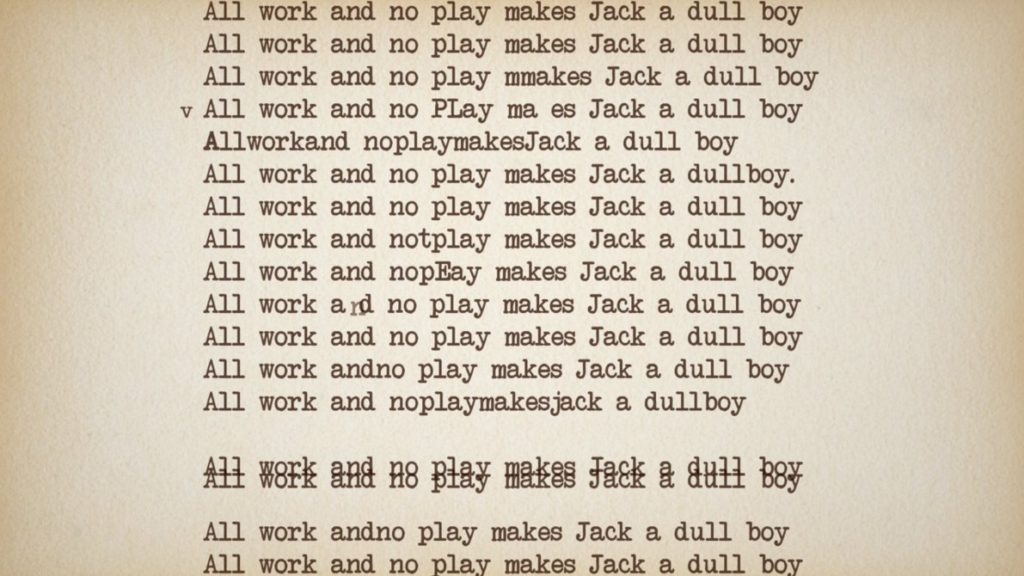 All work and no play makes Jack a dull boy
All work and no play makes Jack a dull boy
All work and no play mmakes Jack a dull boy
v All work and no PLay ma es Jack a dull boy
Allworkand noplaymakesJack a dull boy
All work and no play makes Jack a dullboy.
All work and no play makes Jack a dull boy
All work and notplay makes Jack a dull boy
All work and nopEay makes Jack a dull boy
All work and no play makes Jack a dull boy
All work and no play makes Jack a dull boy
All work andno play makes Jack a dull boy
All work and noplaymakesjack a dullboy
All work and no play makes Jack a dull boy
All work and no play makes Jack a dull boy
All work andno play makes Jack a dull boy
All work and no play makes Jack a dull boy